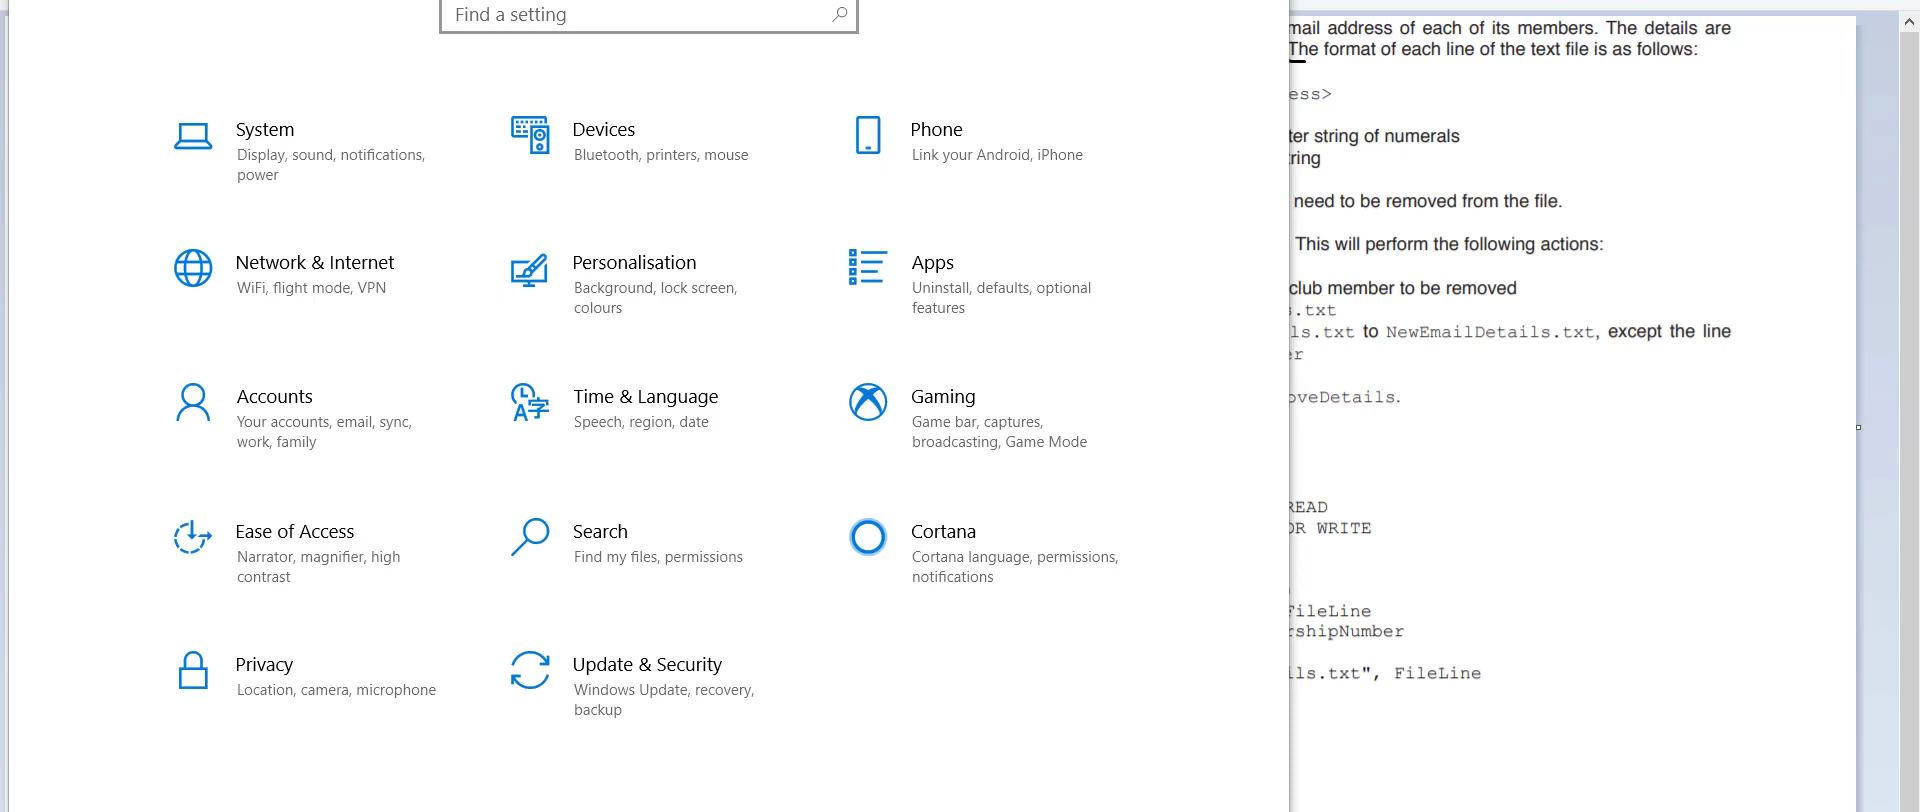 Find a setting
System
Display, sound, notifications,
power
Devices
Bluetooth, printers, mouse
Phone
Link your Android, iPhone
Network & Internet
WiFi, flight mode, VPN
Personalisation
Background, lock screen,
colours
Apps
Uninstall, defaults, optional
features
Accounts
Your accounts, email, sync,
work, family
Time & Language
Speech, region, date
Gaming
Game bar, captures,
broadcasting, Game Mode
Ease of Access
Narrator, magnifier, high
contrast
Search
Find my files, permissions
Cortana
Cortana language, permissions,
notifications
Privacy
Location, camera, microphone
Update & Security
Windows Update, recovery,
backup
mail address of each of its members. The details are
The format of each line of the text file is as follows:
ess>
ter string of numerals
tring
need to be removed from the file.
This will perform the following actions:
club member to be removed
s.txt
ls.txt to NewEmailDetails.txt, except the line
er
oveDetails.
READ
OR WRITE
FileLine
rshipNumber
ils.txt", FileLine